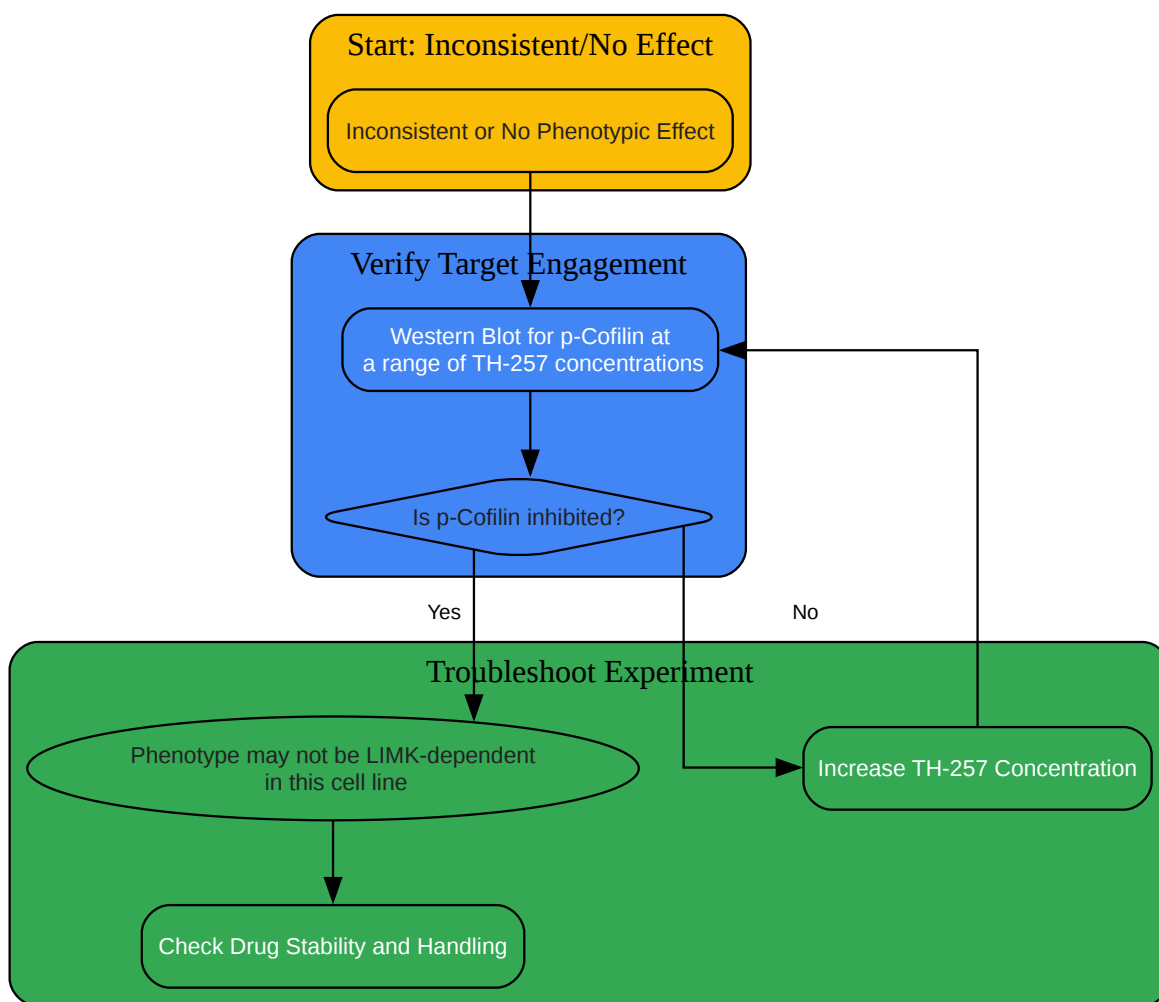 Start: Inconsistent/No Effect
Inconsistent or No Phenotypic Effect
Verify Target Engagement
Western Blot for p-Cofilin at
a range of TH-257 concentrations
Is p-Cofilin inhibited?
Yes
No
Troubleshoot Experiment
Phenotype may not be LIMK-dependent
in this cell line
Increase TH-257 Concentration
Check Drug Stability and Handling